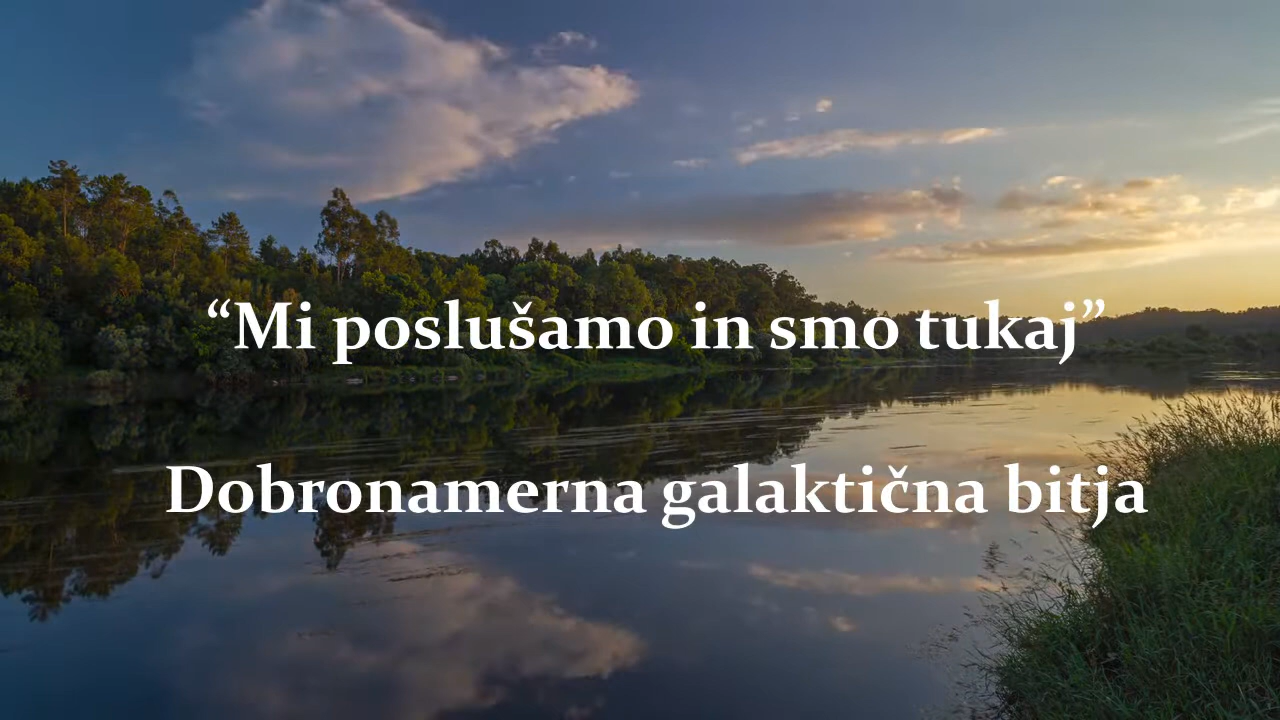 “Mi poslušamo in smo tukaj”
Dobronamerna galaktična bitja